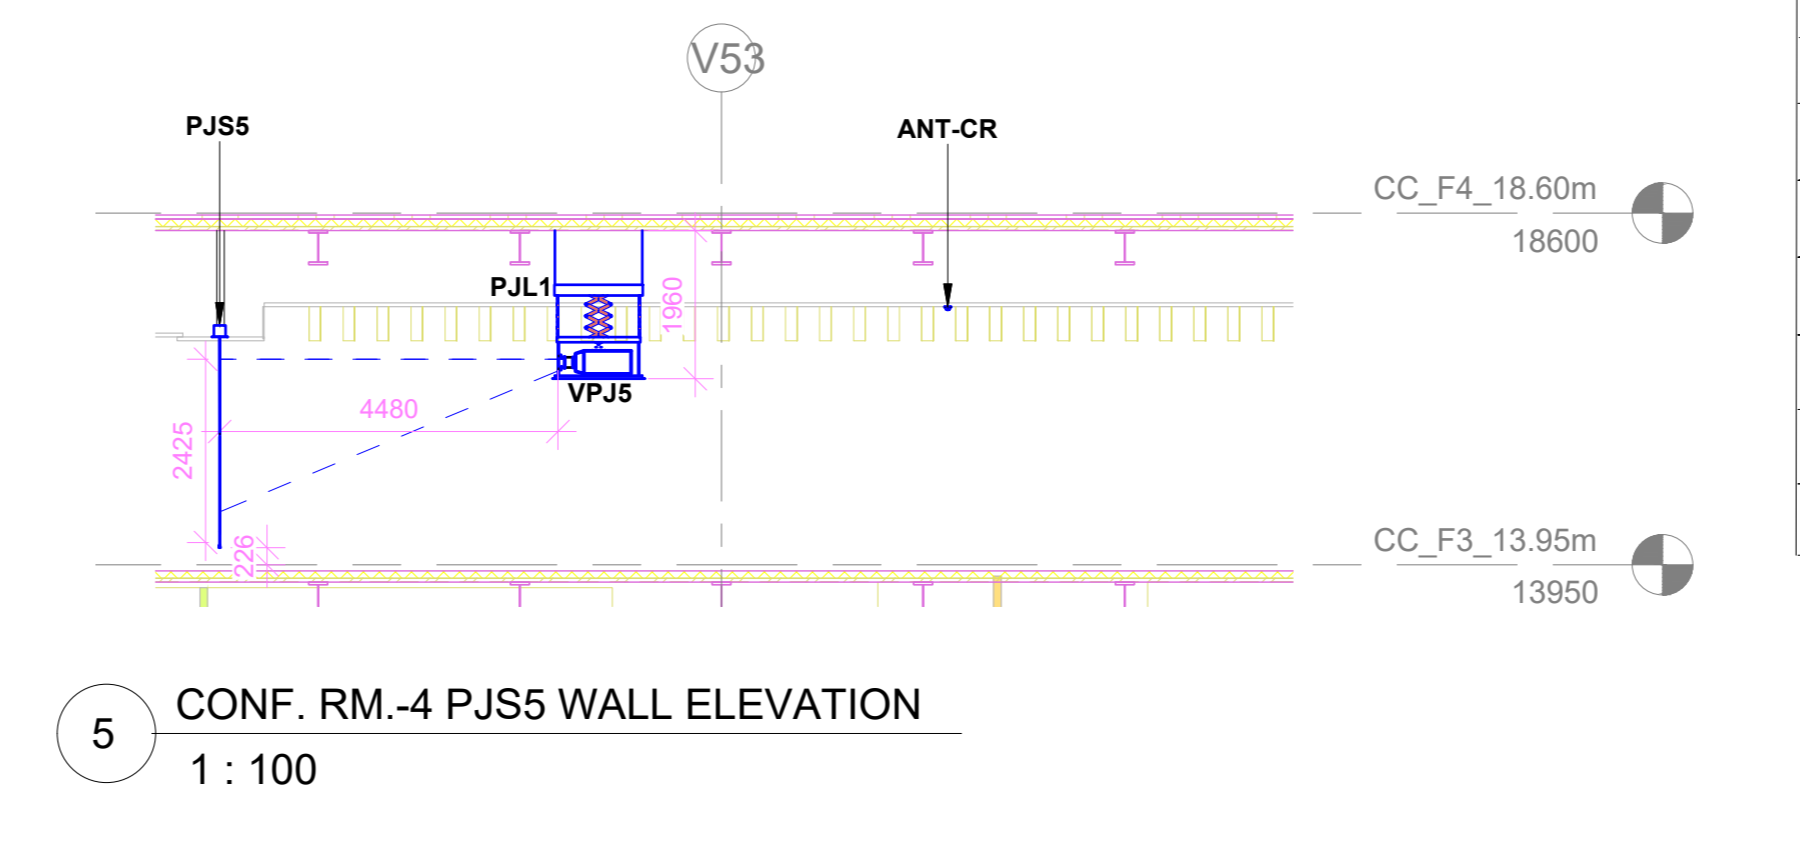 V53
PJS5
ANT-CR
CC_F4_18.60m
18600
PJL1
1960
VPJ5
4480
2425
226
CC_F3_13.95m
13950
5
CONF. RM.-4 PJS5 WALL ELEVATION
1 : 100